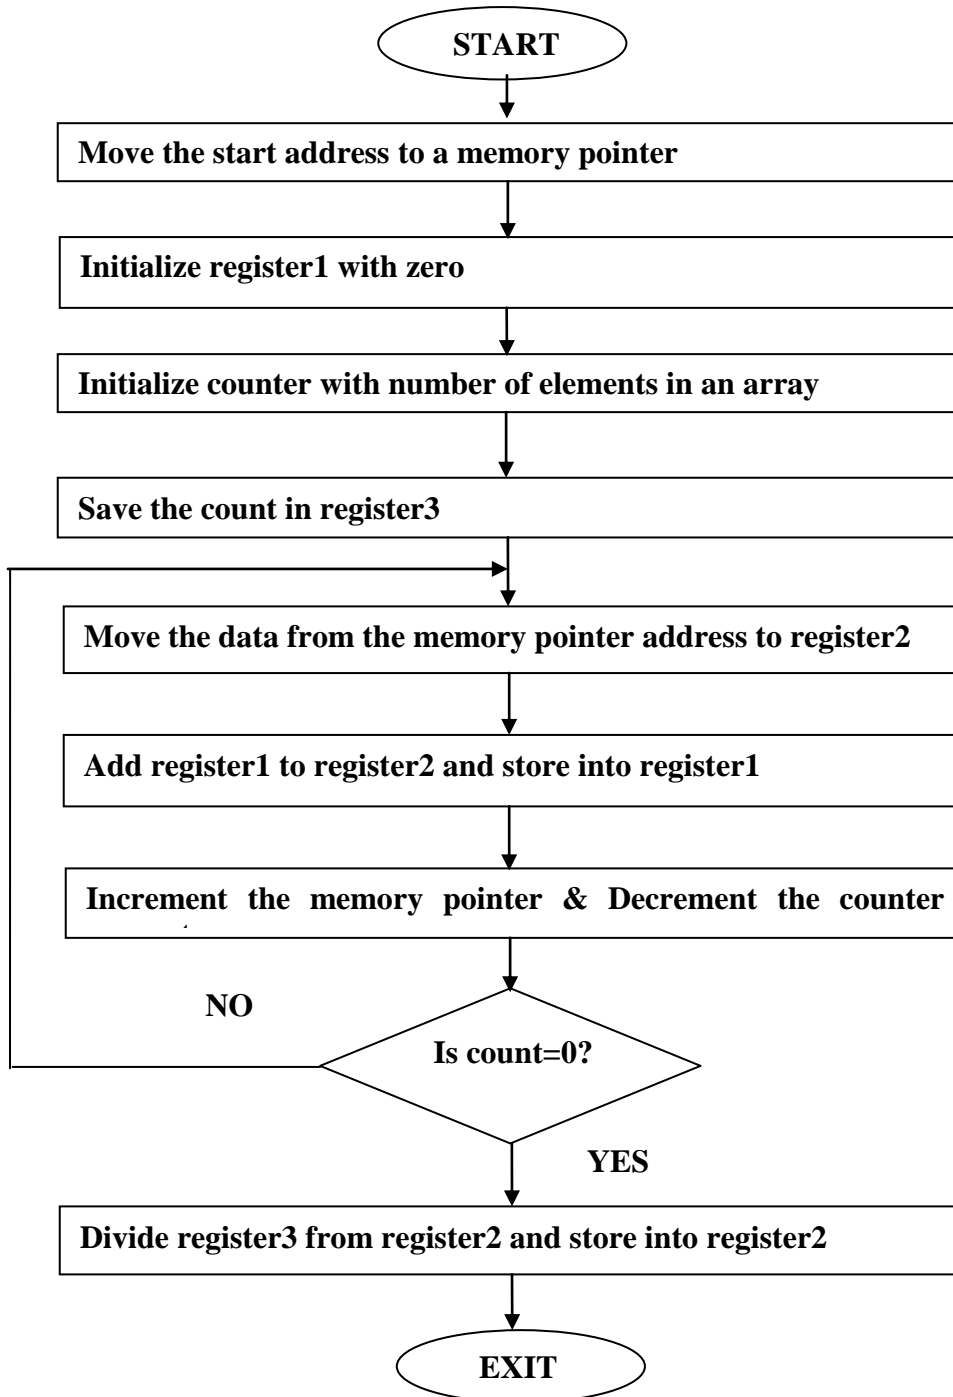 START
Move the start address to a memory pointer
Initialize register1 with zero
Initialize counter with number of elements in an array
Save the count in register3
Move the data from the memory pointer address to register2
Add register1 to register2 and store into register1
Increment the memory pointer & Decrement the counter
NO
Is count=0?
YES
Divide register3 from register2 and store into register2
EXIT